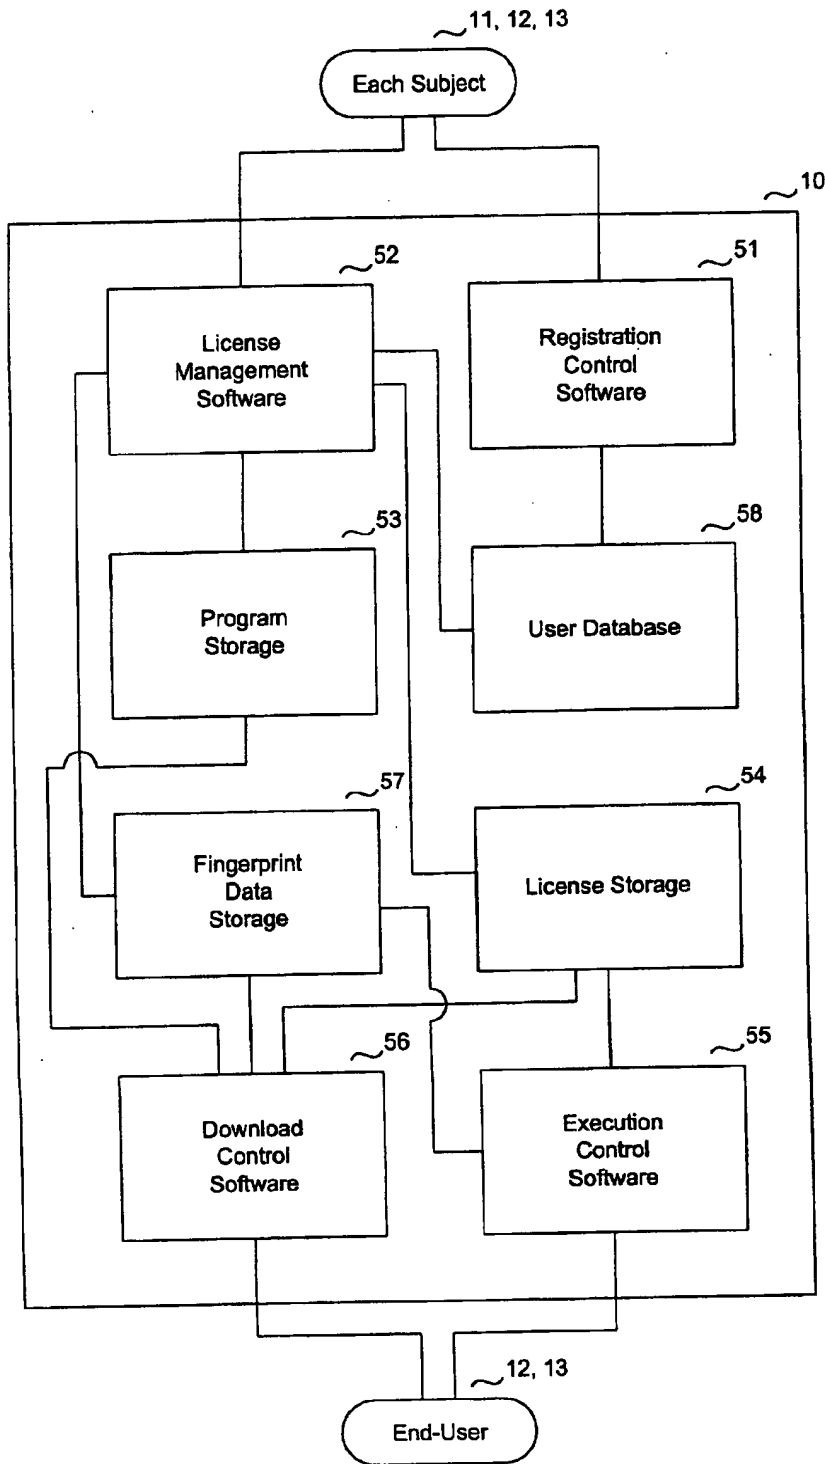 11, 12, 13
Each Subject
10
52
51
License
Management
Software
Registration
Control
Software
53
58
Program
Storage
User Database
57
54
Fingerprint
Data
Storage
License Storage
56
55
Download
Control
Software
Execution
Control
Software
12, 13
End-User